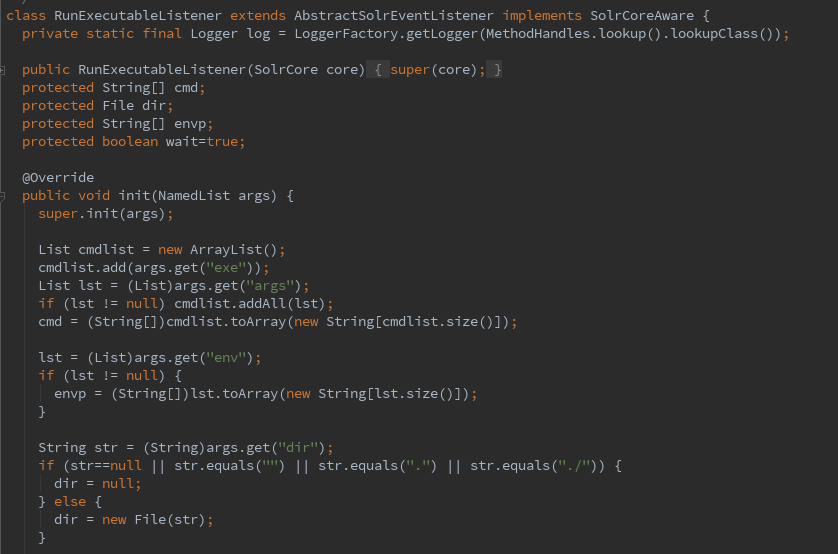 class RunExecutableListener extends AbstractSolrEventListener implements SolrCoreAware {
  private static final Logger log = LoggerFactory.getLogger(MethodHandles.lookup().lookupClass());

  public RunExecutableListener(SolrCore core) { super(core); }
  protected String[] cmd;
  protected File dir;
  protected String[] envp;
  protected boolean wait=true;

  @Override
  public void init(NamedList args) {
    super.init(args);

    List cmdlist = new ArrayList();
    cmdlist.add(args.get("exe"));
    List lst = (List)args.get("args");
    if (lst != null) cmdlist.addAll(lst);
    cmd = (String[])cmdlist.toArray(new String[cmdlist.size()]);

    lst = (List)args.get("env");
    if (lst != null) {
      envp = (String[])lst.toArray(new String[lst.size()]);
    }

    String str = (String)args.get("dir");
    if (str==null || str.equals("") || str.equals(".") || str.equals("./")) {
      dir = null;
    } else {
      dir = new File(str);
    }